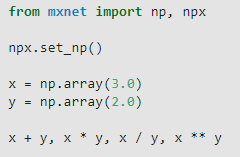 from mxnet import np, npx
npx.set_np()
x = np.array(3.0)
y = np.array(2.0)
x + y, x * y, x / y, x ** y